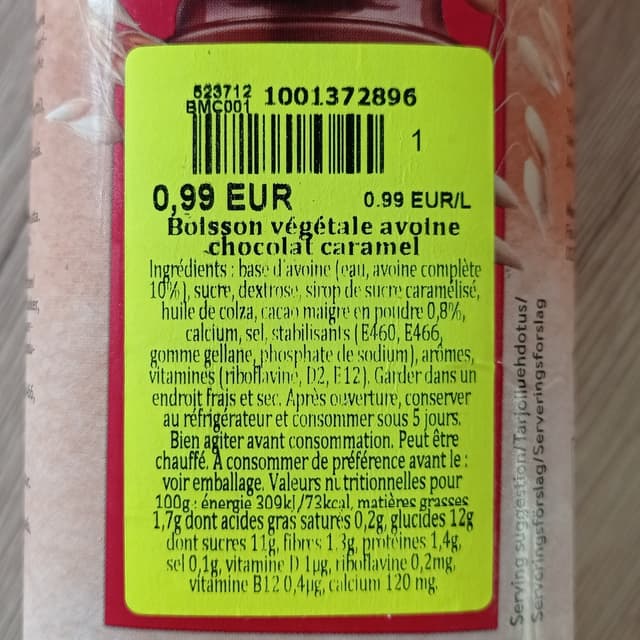 523712
BMC001 1001372896
1
0,99 EUR 0.99 EUR/L
Boisson végétale avoine
chocolat caramel
Ingrédients : base d'avoine (eau, avoine complète
10%), sucre, dextrose, sirop de sucre caramélisé,
huile de colza, cacao maigre en poudre 0,8%,
calcium, sel, stabilisants (E460, E466,
gomme gellane, phosphate de sodium), arômes,
vitamines (riboflavine, D2, E12). Garder dans un
endroit frais et sec. Après ouverture, conserver
au réfrigérateur et consommer sous 5 jours.
Bien agiter avant consommation. Peut être
chauffé. A consommer de préférence avant le :
voir emballage. Valeurs nutritionnelles pour
100g : énergie 309kJ/73kcal, matières grasses
1,7g dont acides gras saturés 0,2g, glucides 12g
dont sucres 11g, fibres 1.3g, protéines 1,4g,
sel 0,1g, vitamine D 1µg, riboflavine 0,2mg,
vitamine B12 0,4µg, calcium 120 mg.
Serving suggestion/Tarjoiluehdotus/
Serveringsforslag/Serveringsförslag